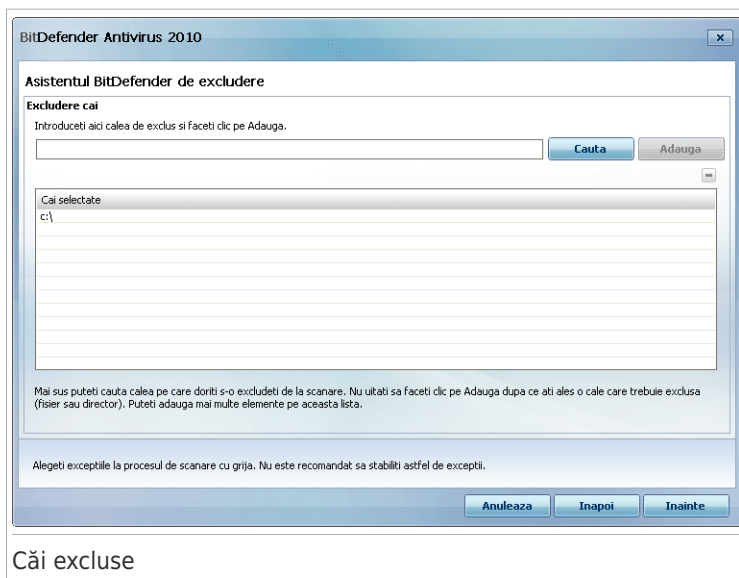 BitDefender Antivirus 2010
Asistentul BitDefender de excludere
Excludere cai
Introduceti aici calea de exclus si faceti clic pe Adauga.
Cauta
Adauga
Cai selectate
c:\
Mai sus puteti cauta calea pe care doriti s-o excludeti de la scanare. Nu uitati sa faceti clic pe Adauga dupa ce ati ales o cale care trebuie exclusa
(fisier sau director). Puteti adauga mai multe elemente pe aceasta lista.
Alegeti exceptiile la procesul de scanare cu grija. Nu este recomandat sa stabiliti astfel de exceptii.
Anuleaza
Inapoi
Inainte
Căi excluse